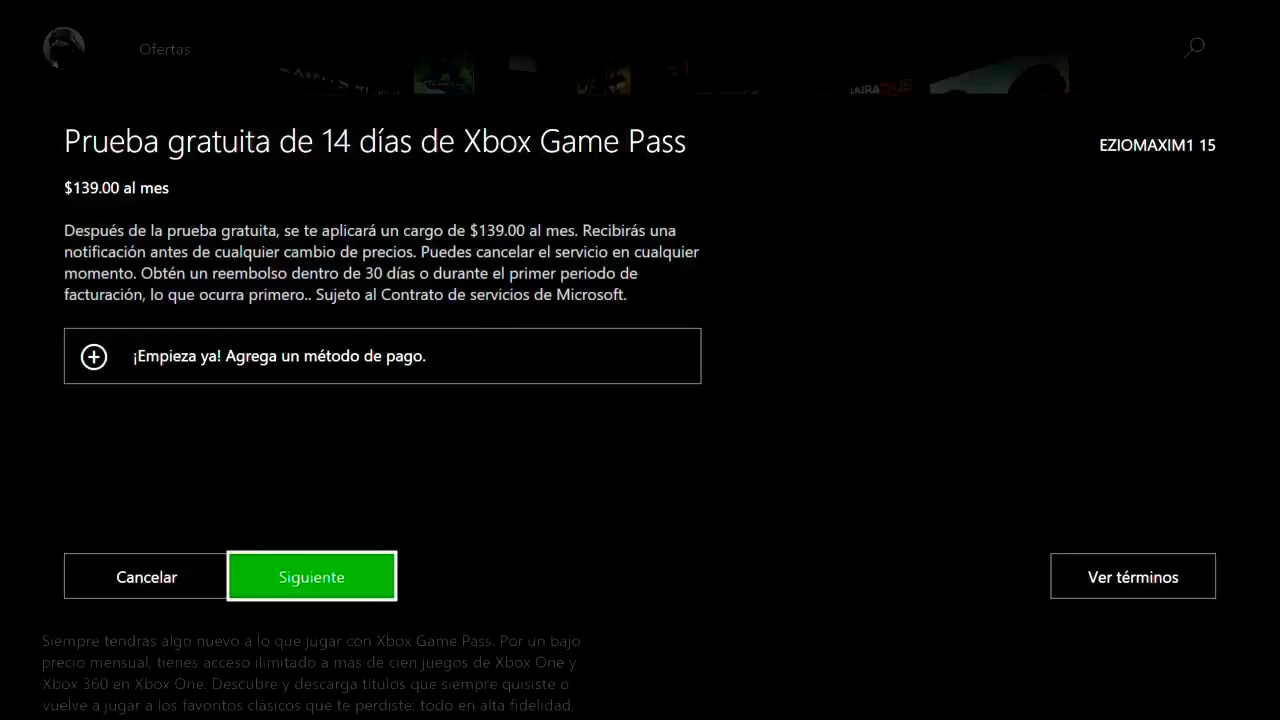 Ofertas
NBA
Prueba gratuita de 14 días de Xbox Game Pass
EZIOMAXIM1 15
$139.00 al mes
Después de la prueba gratuita, se te aplicará un cargo de $139.00 al mes. Recibirás una
notificación antes de cualquier cambio de precios. Puedes cancelar el servicio en cualquier
momento. Obtén un reembolso dentro de 30 días o durante el primer periodo de
facturación, lo que ocurra primero.. Sujeto al Contrato de servicios de Microsoft.
¡Empieza ya! Agrega un método de pago.
Cancelar
Siguiente
Ver términos
Siempre tendrás algo nuevo a lo que jugar con Xbox Game Pass. Por un bajo
precio mensual, tienes acceso ilimitado a más de cien juegos de Xbox One y
Xbox 360 en Xbox One. Descubre y descarga títulos que siempre quisiste o
vuelve a jugar a los favoritos clásicos que te perdiste; todo en alta fidelidad,